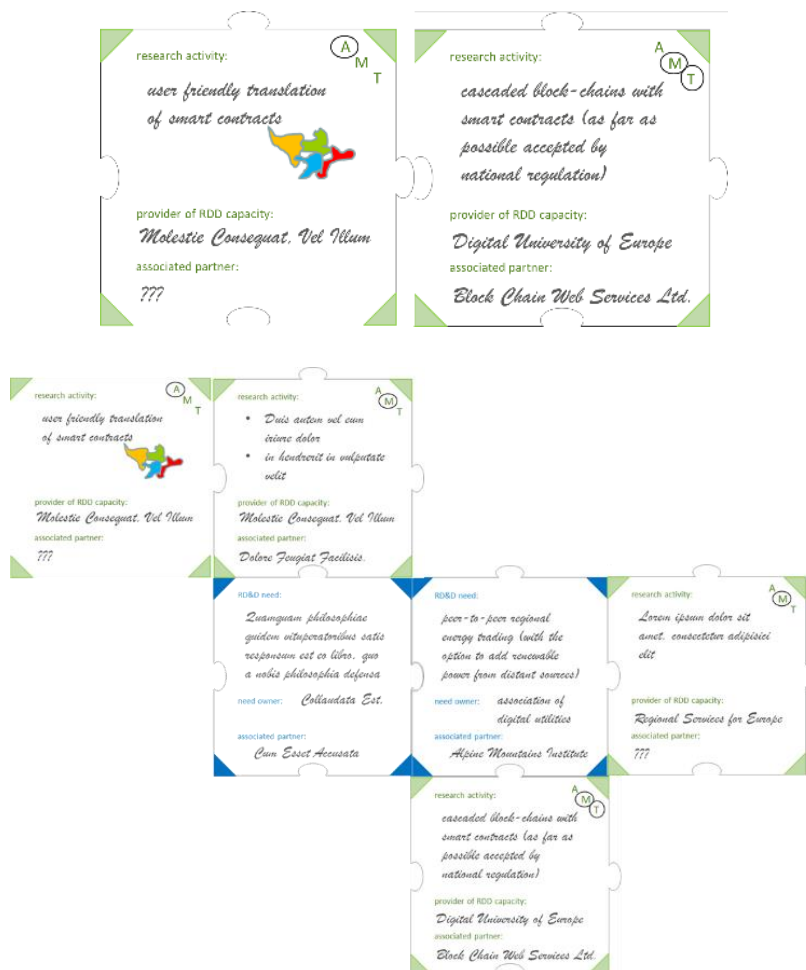 research activity:
A
M
T
user friendly translation
of smart contracts
provider of RDD capacity:
Molestie Consequat, Vel Illum
associated partner:
???
research activity:
A
M
T
cascaded block-chains with
smart contracts (as far as
possible accepted by
national regulation)
provider of RDD capacity:
Digital University of Europe
associated partner:
Block Chain Web Services Ltd.
research activity:
A
M
T
user friendly translation
of smart contracts
provider of RDD capacity:
Molestie Consequat, Vel Illum
associated partner:
???
research activity:
A
M
T
• Duis autem vel eum
iriure dolor
• in hendrerit in vulputate
velit
provider of RDD capacity:
Molestie Consequat, Vel Illum
associated partner:
Dolore Feugiat Facilisis.
RD&D need:
Quamquam philosophiae
quidem vituperatoribus satis
responsum est eo libro, quo
a nobis philosophia defensa
need owner: Collaudata Est.
associated partner:
Cum Esset Accusata
RD&D need:
peer-to-peer regional
energy trading (with the
option to add renewable
power from distant sources)
need owner: association of
digital utilities
associated partner:
Alpine Mountains Institute
research activity:
A
M
T
Lorem ipsum dolor sit
amet, consectetur adipisici
elit
provider of RDD capacity:
Regional Services for Europe
associated partner:
???
research activity:
A
M
T
cascaded block-chains with
smart contracts (as far as
possible accepted by
national regulation)
provider of RDD capacity:
Digital University of Europe
associated partner:
Block Chain Web Services Ltd.